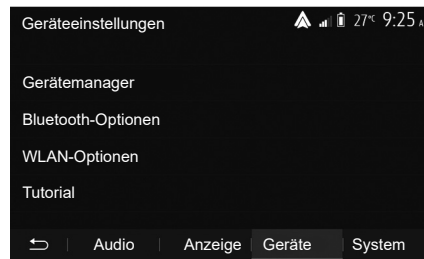 Geräteeinstellungen 27°C 9:25 A
Gerätemanager
Bluetooth-Optionen
WLAN-Optionen
Tutorial
Audio Anzeige Geräte System